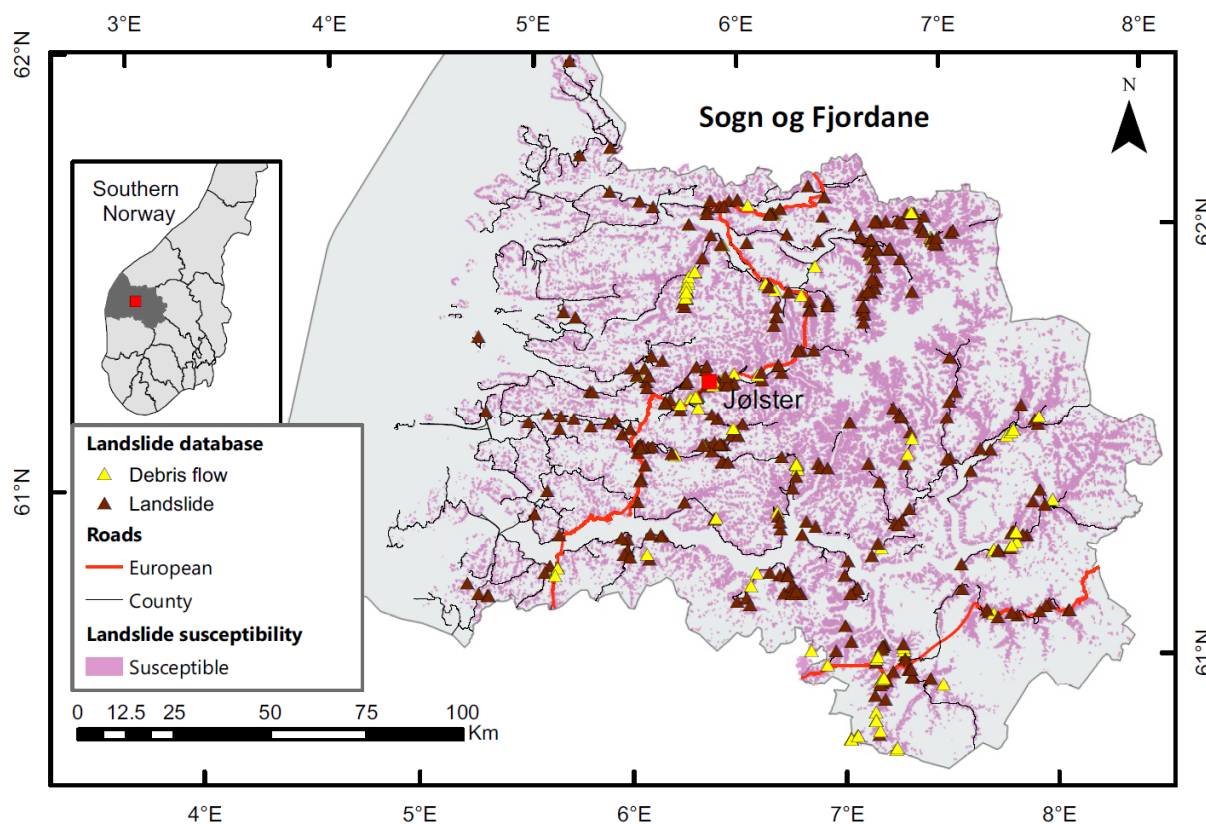 3°E 4°E 5°E 6°E 7°E 8°E
62°N
Sogn og Fjordane
N
Southern
Norway
62°N
Jølster
Landslide database
Debris flow
Landslide
Roads
European
County
Landslide susceptibility
Susceptible
61°N
61°N
0 12.5 25 50 75 100
Km
4°E 5°E 6°E 7°E 8°E